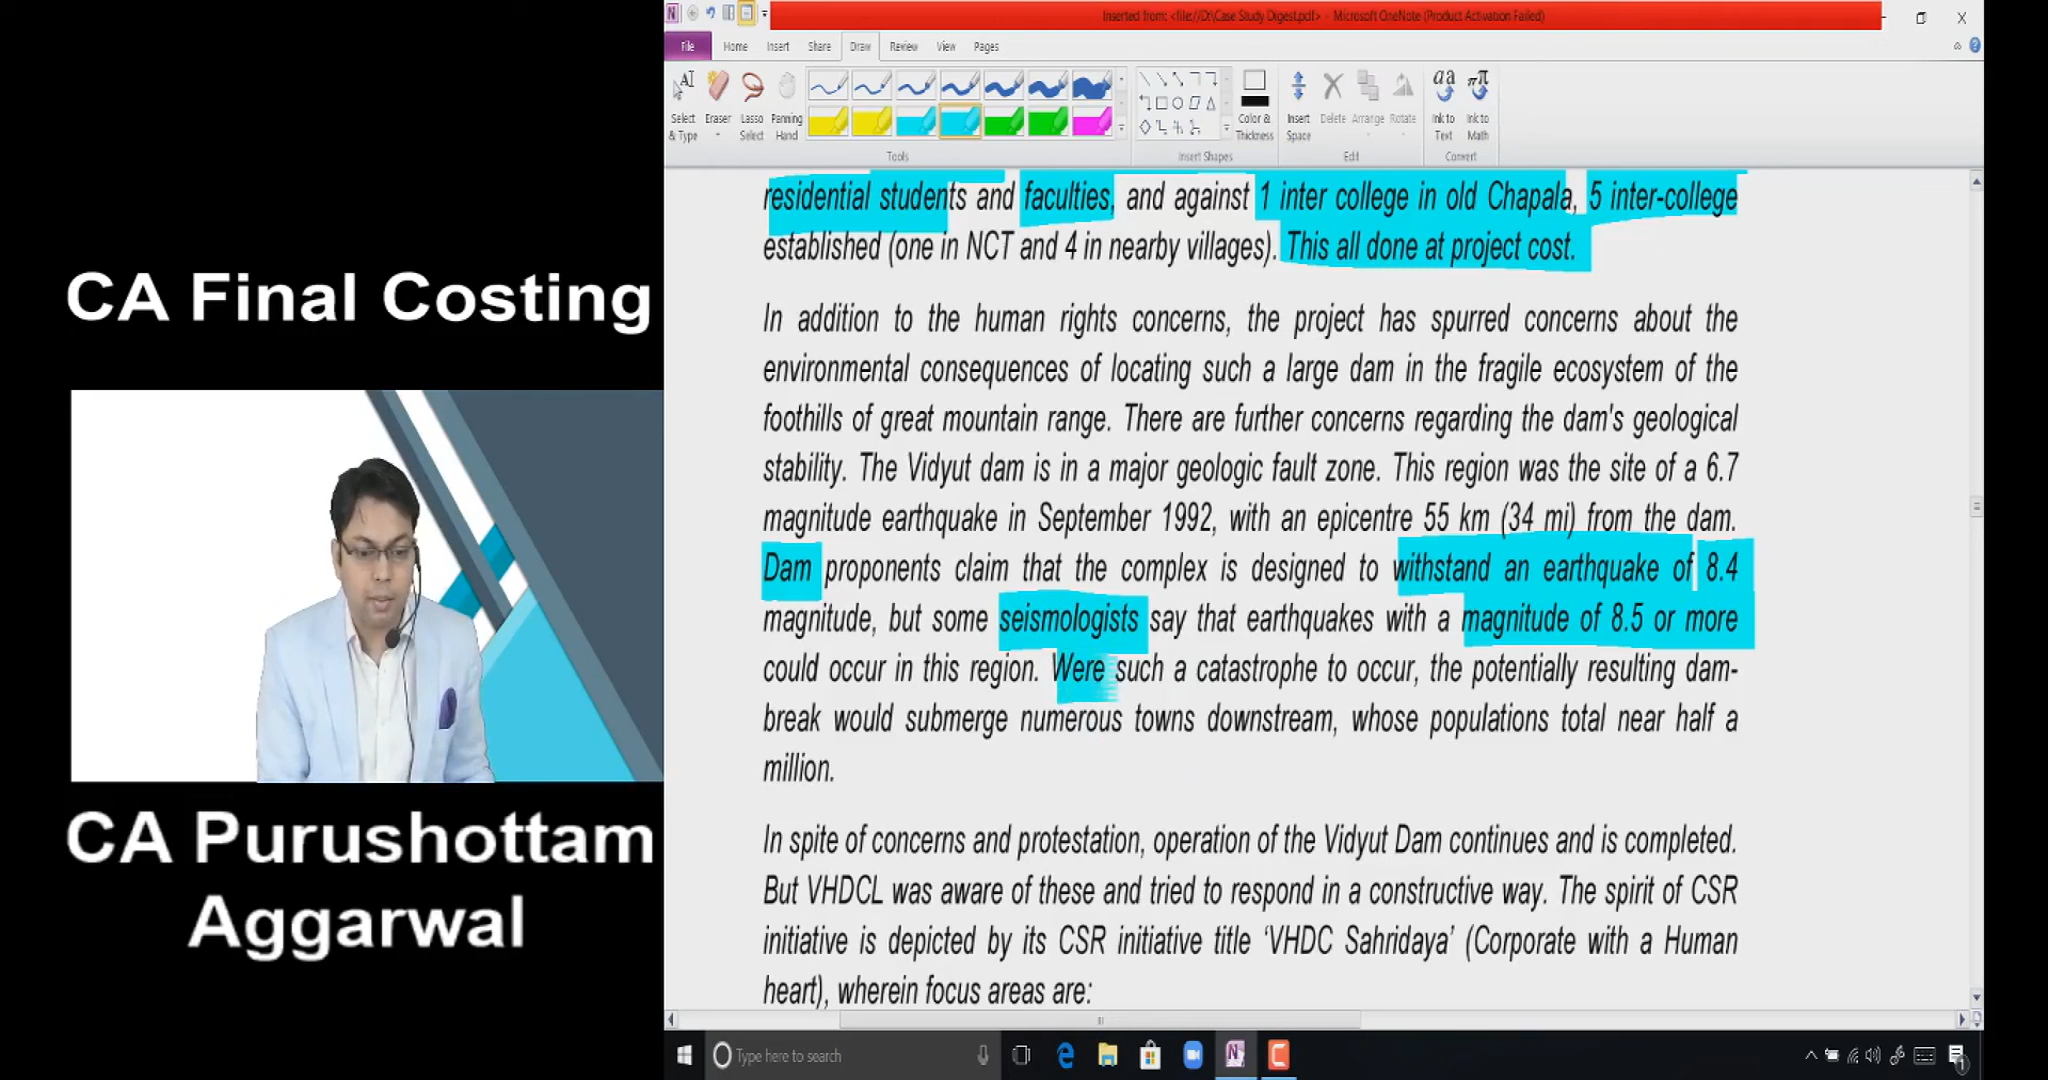 Inserted from: <file://D:\Case Study Digest.pdf> - Microsoft OneNote (Product Activation Failed)
File Home Insert Share Draw Review View Pages
Select & Type
Eraser
Lasso Select
Panning Hand
Color & Thickness
Insert Space
Delete
Arrange
Rotate
Ink to Text
Ink to Math
Tools
Insert Shapes
Edit
Convert
residential students and faculties, and against 1 inter college in old Chapala, 5 inter-college
established (one in NCT and 4 in nearby villages). This all done at project cost.
In addition to the human rights concerns, the project has spurred concerns about the
environmental consequences of locating such a large dam in the fragile ecosystem of the
foothills of great mountain range. There are further concerns regarding the dam's geological
stability. The Vidyut dam is in a major geologic fault zone. This region was the site of a 6.7
magnitude earthquake in September 1992, with an epicentre 55 km (34 mi) from the dam.
Dam proponents claim that the complex is designed to withstand an earthquake of 8.4
magnitude, but some seismologists say that earthquakes with a magnitude of 8.5 or more
could occur in this region. Were such a catastrophe to occur, the potentially resulting dam-
break would submerge numerous towns downstream, whose populations total near half a
million.
In spite of concerns and protestation, operation of the Vidyut Dam continues and is completed.
But VHDCL was aware of these and tried to respond in a constructive way. The spirit of CSR
initiative is depicted by its CSR initiative title ‘VHDC Sahridaya’ (Corporate with a Human
heart), wherein focus areas are:
CA Final Costing
CA Purushottam
Aggarwal
Type here to search